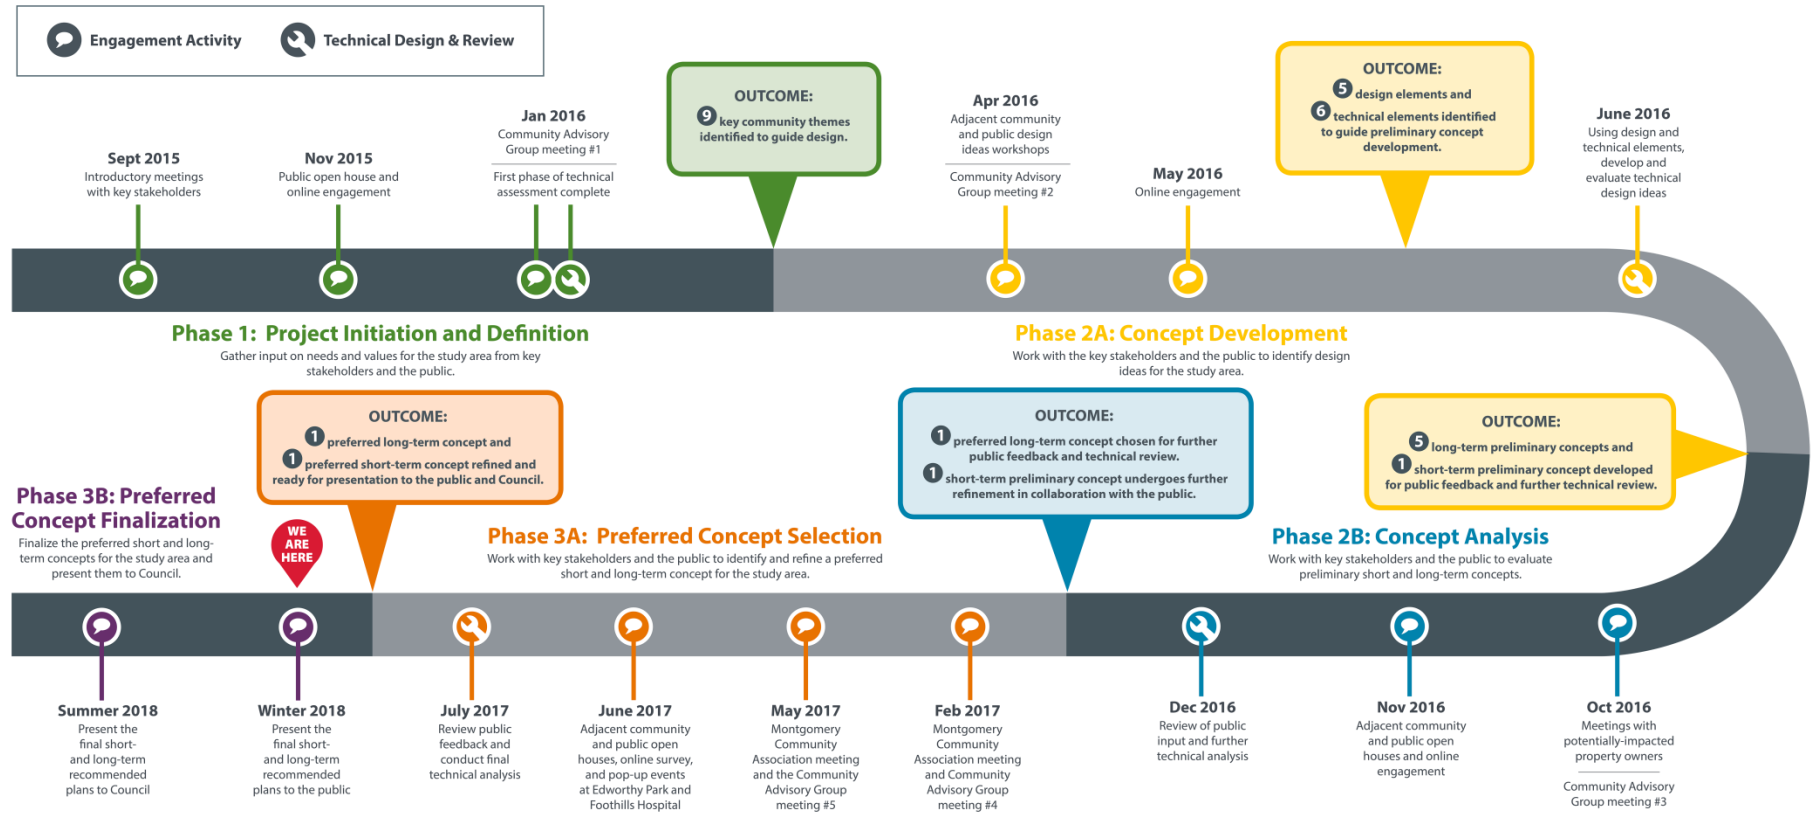 Engagement Activity
Technical Design & Review
Sept 2015
Introductory meetings
with key stakeholders
Nov 2015
Public open house and
online engagement
Jan 2016
Community Advisory
Group meeting #1
First phase of technical
assessment complete
OUTCOME:
9 key community themes
identified to guide design.
Apr 2016
Adjacent community
and public design
ideas workshops
Community Advisory
Group meeting #2
May 2016
Online engagement
OUTCOME:
5 design elements and
6 technical elements identified
to guide preliminary concept
development.
June 2016
Using design and
technical elements,
develop and
evaluate technical
design ideas
Phase 1: Project Initiation and Definition
Gather input on needs and values for the study area from key
stakeholders and the public.
Phase 2A: Concept Development
Work with the key stakeholders and the public to identify design
ideas for the study area.
OUTCOME:
5 long-term preliminary concepts and
1 short-term preliminary concept developed
for public feedback and further technical review.
Phase 2B: Concept Analysis
Work with key stakeholders and the public to evaluate
preliminary short and long-term concepts.
OUTCOME:
1 preferred long-term concept chosen for further
public feedback and technical review.
1 short-term preliminary concept undergoes further
refinement in collaboration with the public.
Phase 3A: Preferred Concept Selection
Work with key stakeholders and the public to identify and refine a preferred
short and long-term concept for the study area.
OUTCOME:
1 preferred long-term concept and
1 preferred short-term concept refined and
ready for presentation to the public and Council.
Phase 3B: Preferred
Concept Finalization
Finalize the preferred short and long-
term concepts for the study area and
present them to Council.
WE
ARE
HERE
Summer 2018
Present the
final short-
and long-term
recommended
plans to Council
Winter 2018
Present the
final short-
and long-term
recommended
plans to the public
July 2017
Review public
feedback and
conduct final
technical analysis
June 2017
Adjacent community
and public open
houses, online survey,
and pop-up events
at Edworthy Park and
Foothills Hospital
May 2017
Montgomery
Community
Association meeting
and the Community
Advisory Group
meeting #5
Feb 2017
Montgomery
Community
Association meeting
and Community
Advisory Group
meeting #4
Dec 2016
Review of public
input and further
technical analysis
Nov 2016
Adjacent community
and public open
houses and online
engagement
Oct 2016
Meetings with
potentially-impacted
property owners
Community Advisory
Group meeting #3